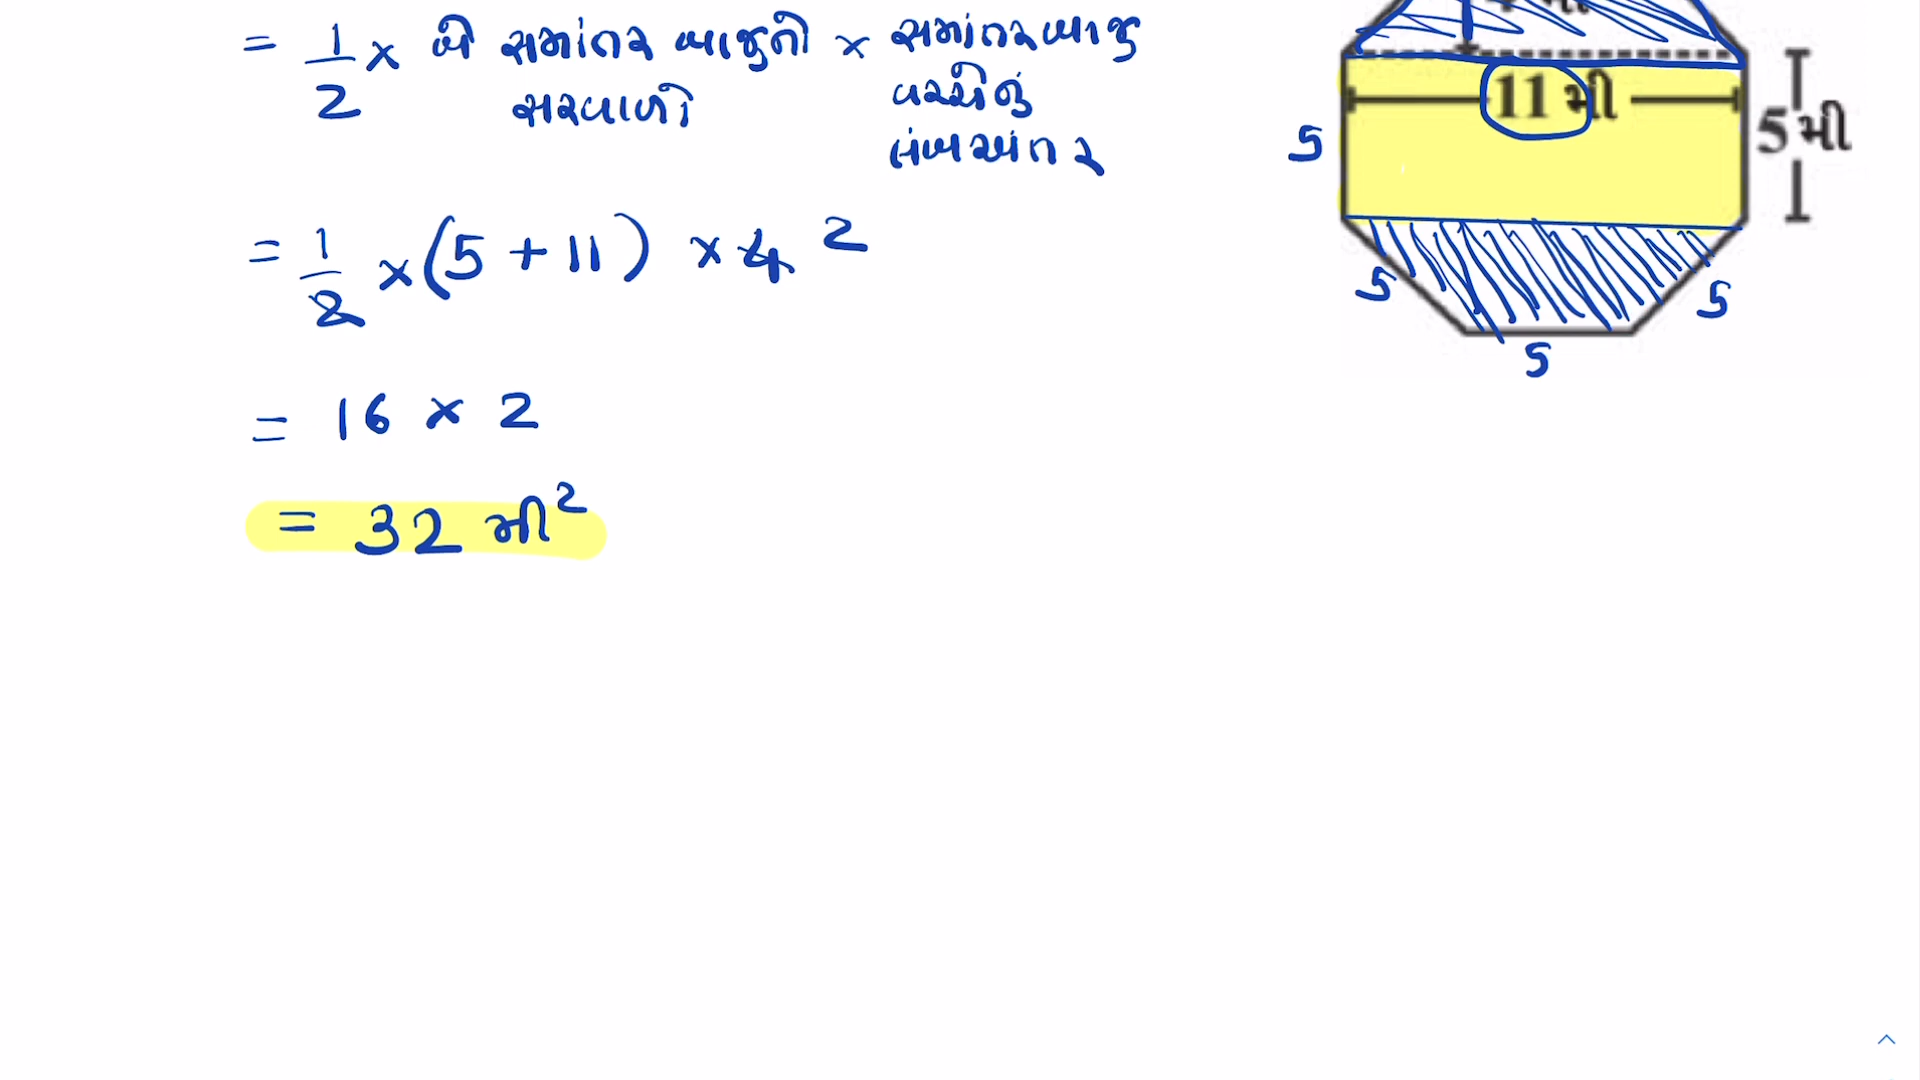 = 1/2 × બે સમાંતર બાજુનો × સમાંતર બાજુ
સરવાળો વચ્ચેનું
લંબઅંતર
= 1/2 × (5 + 11) × 4 2
= 16 × 2
= 32 મી²
11 મી
5 મી
5
5
5
5